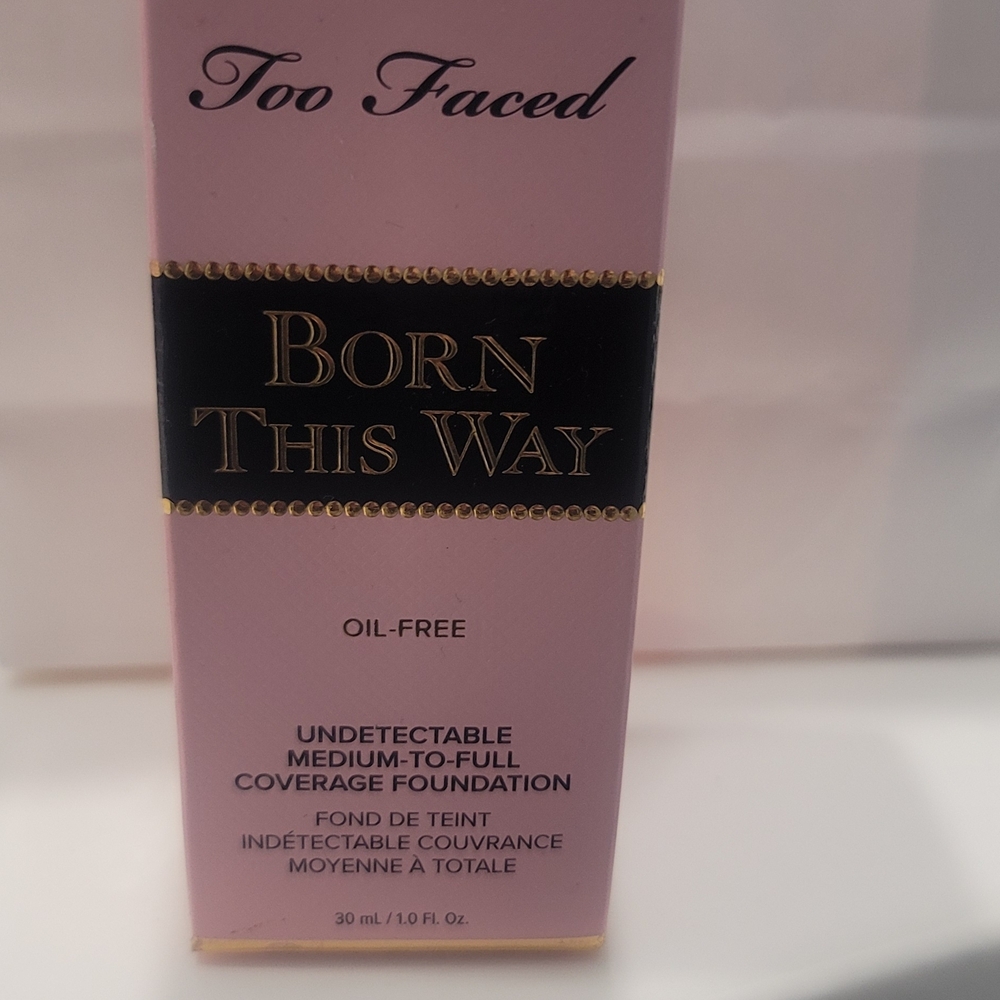 Too Faced
BORN
THIS WAY
OIL-FREE
UNDETECTABLE
MEDIUM-TO-FULL
COVERAGE FOUNDATION
FOND DE TEINT
INDÉTECTABLE COUVRANCE
MOYENNE À TOTALE
30 mL / 1.0 Fl. Oz.